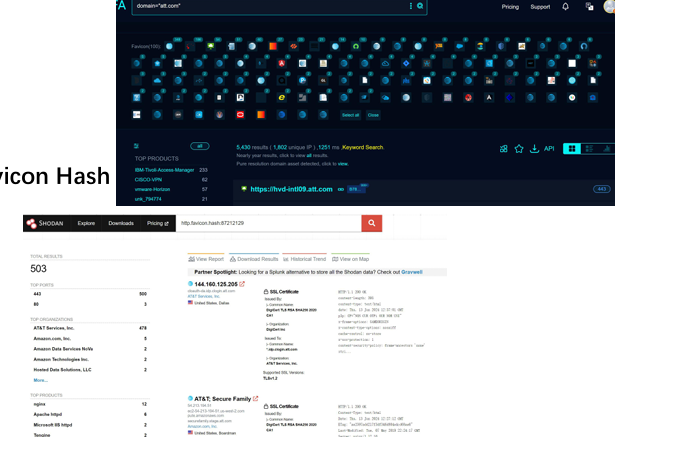 FA
domain="att.com"
Pricing
Support
Favicon(100)
Select all
Close
all
TOP PRODUCTS
IBM-Tivoli-Access-Manager 233
CISCO-VPN 62
vmware-Horizon 57
unk_794774 21
5,430 results ( 1,602 unique IP ) ,1251 ms ,Keyword Search.
Nearly year results, click to view all results.
Pure resolution domain asset detected, click to view.
API
https://hvd-intl09.att.com
443
vicon Hash
SHODAN
Explore
Downloads
Pricing
http.favicon.hash:87212129
TOTAL RESULTS
503
TOP PORTS
443 500
80 3
TOP ORGANIZATIONS
AT&T Services, Inc. 478
Amazon.com, Inc. 5
Amazon Data Services NoVa 2
Amazon Technologies Inc. 2
Hosted Data Solutions, LLC 2
More...
TOP PRODUCTS
nginx 12
Apache httpd 6
Microsoft IIS httpd 2
Tengine 2
View Report
Download Results
Historical Trend
View on Map
Partner Spotlight: Looking for a Splunk alternative to store all the Shodan data? Check out Gravwell
144.160.125.205
AT&T Services, Inc.
United States, Dallas
SSL Certificate
Issued By:
|- Common Name:
DigiCert TLS RSA SHA256 2020
CA1
|- Organization:
DigiCert Inc
Issued To:
|- Common Name:
|- Organization:
AT&T Services, Inc.
Supported SSL Versions:
TLSv1.2
HTTP/1.1 200 OK
AT&T; Secure Family
Amazon.com, Inc.
United States, Boardman
SSL Certificate
Issued By:
|- Common Name:
DigiCert TLS RSA SHA256 2020
CA1
|- Organization:
HTTP/1.1 200 OK